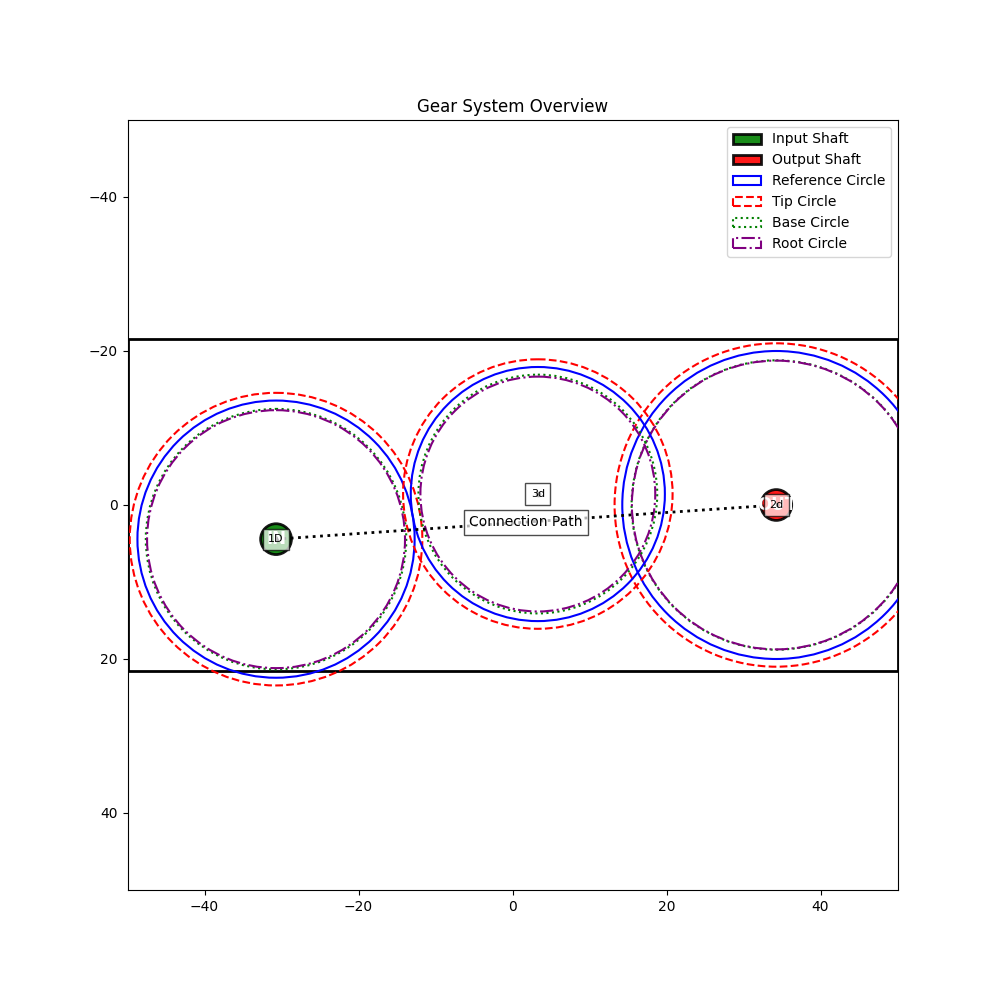 Gear System Overview
Input Shaft
Output Shaft
Reference Circle
Tip Circle
Base Circle
Root Circle
−40
−20
0
20
40
3d
2d
Connection Path
1D
−40
−20
0
20
40